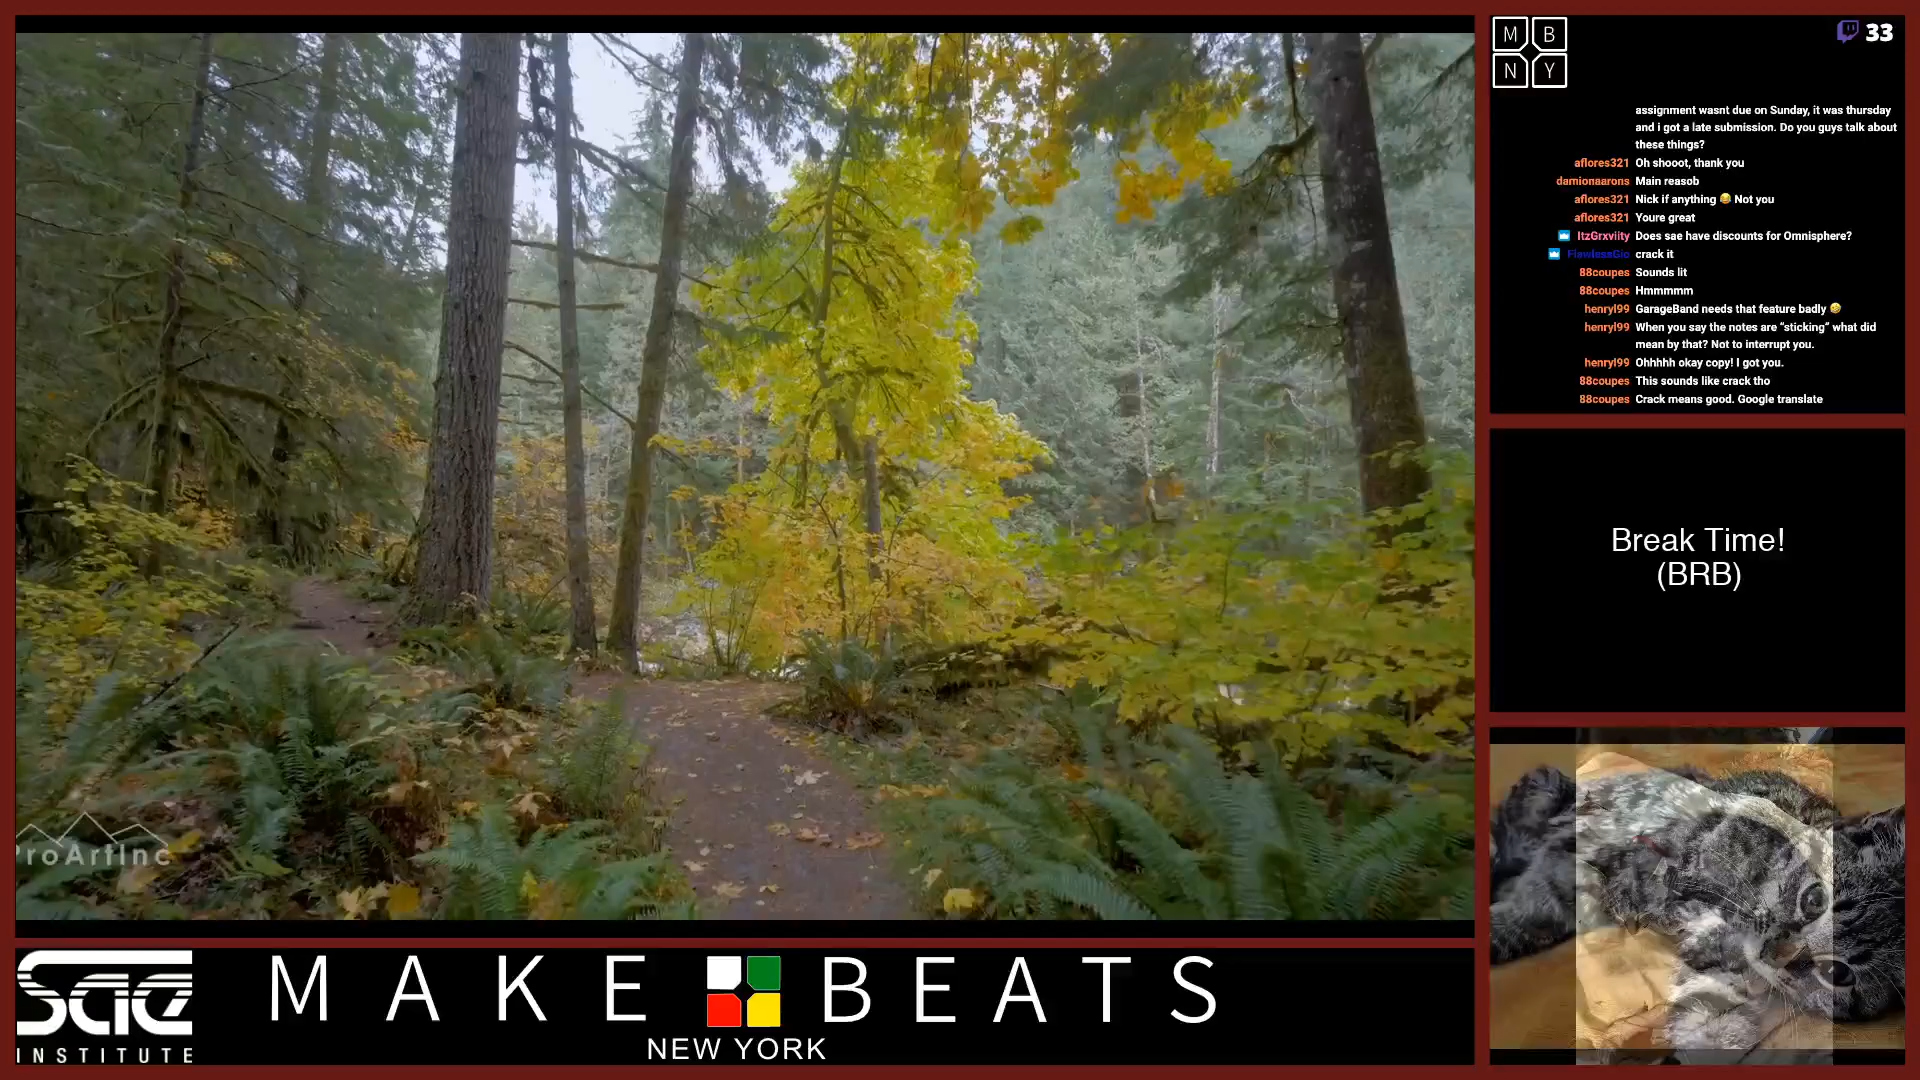 M B
N Y
33
assignment wasnt due on Sunday, it was thursday
and i got a late submission. Do you guys talk about
these things?
aflores321 Oh shooot, thank you
damionaarons Main reasob
aflores321 Nick if anything 😂 Not you
aflores321 Youre great
ItzGrxviity Does sae have discounts for Omnisphere?
FlawlessGio crack it
88coupes Sounds lit
88coupes Hmmmmm
henryl99 GarageBand needs that feature badly 🤣
henryl99 When you say the notes are “sticking” what did
mean by that? Not to interrupt you.
henryl99 Ohhhhh okay copy! I got you.
88coupes This sounds like crack tho
88coupes Crack means good. Google translate
Break Time!
(BRB)
ProArtInc
sae
INSTITUTE
MAKE BEATS
NEW YORK